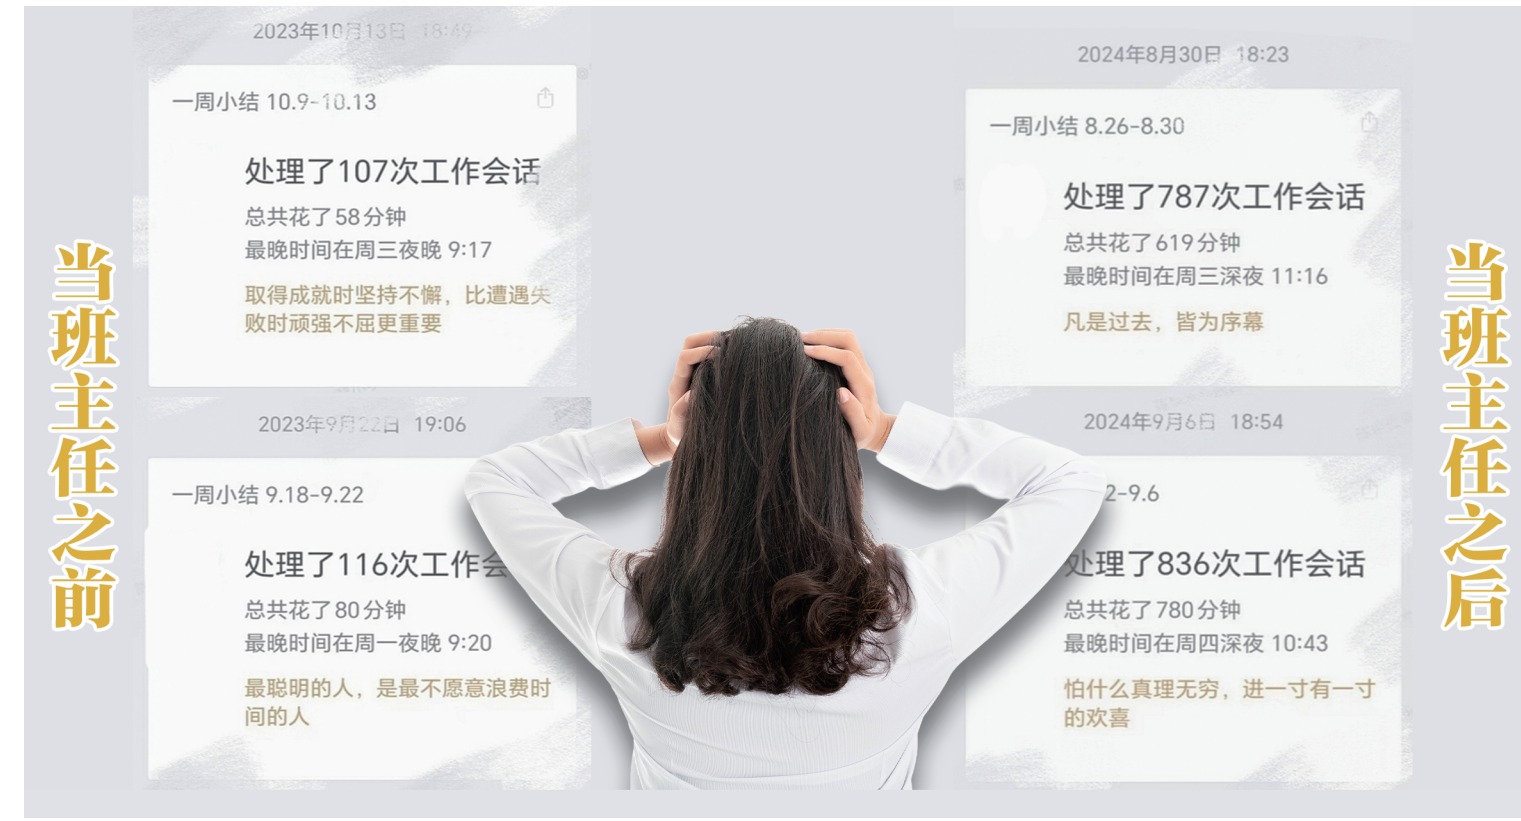 当班主任之前
2023年10月13日 18:49
一周小结 10.9-10.13
处理了107次工作会话
总共花了58分钟
最晚时间在周三夜晚 9:17
取得成就时坚持不懈，比遭遇失
败时顽强不屈更重要
2023年9月22日 19:06
一周小结 9.18-9.22
处理了116次工作会
总共花了80分钟
最晚时间在周一夜晚 9:20
最聪明的人，是最不愿意浪费时
间的人
2024年8月30日 18:23
一周小结 8.26-8.30
处理了787次工作会话
总共花了619分钟
最晚时间在周三深夜 11:16
凡是过去，皆为序幕
2024年9月6日 18:54
2-9.6
处理了836次工作会话
总共花了780分钟
最晚时间在周四深夜 10:43
怕什么真理无穷，进一寸有一寸
的欢喜
当班主任之后